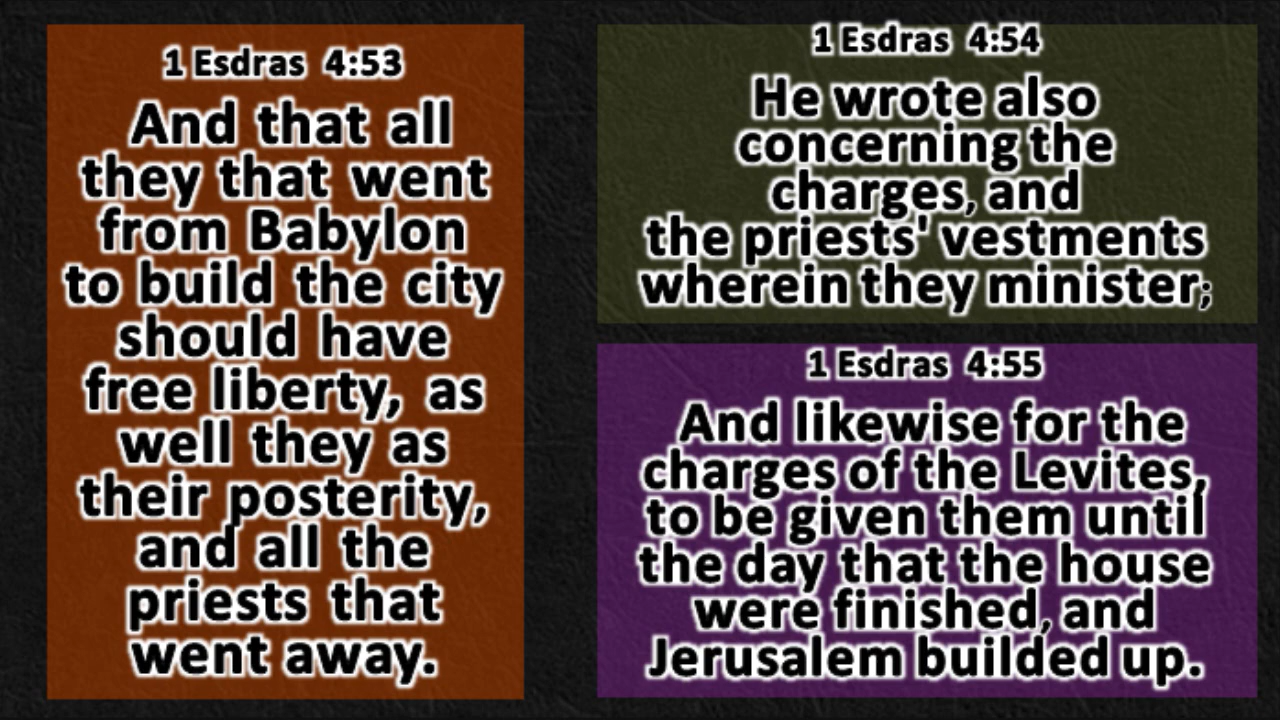 1 Esdras 4:53
And that all
they that went
from Babylon
to build the city
should have
free liberty, as
well they as
their posterity,
and all the
priests that
went away.
1 Esdras 4:54
He wrote also
concerning the
charges, and
the priests' vestments
wherein they minister;
1 Esdras 4:55
And likewise for the
charges of the Levites,
to be given them until
the day that the house
were finished, and
Jerusalem builded up.